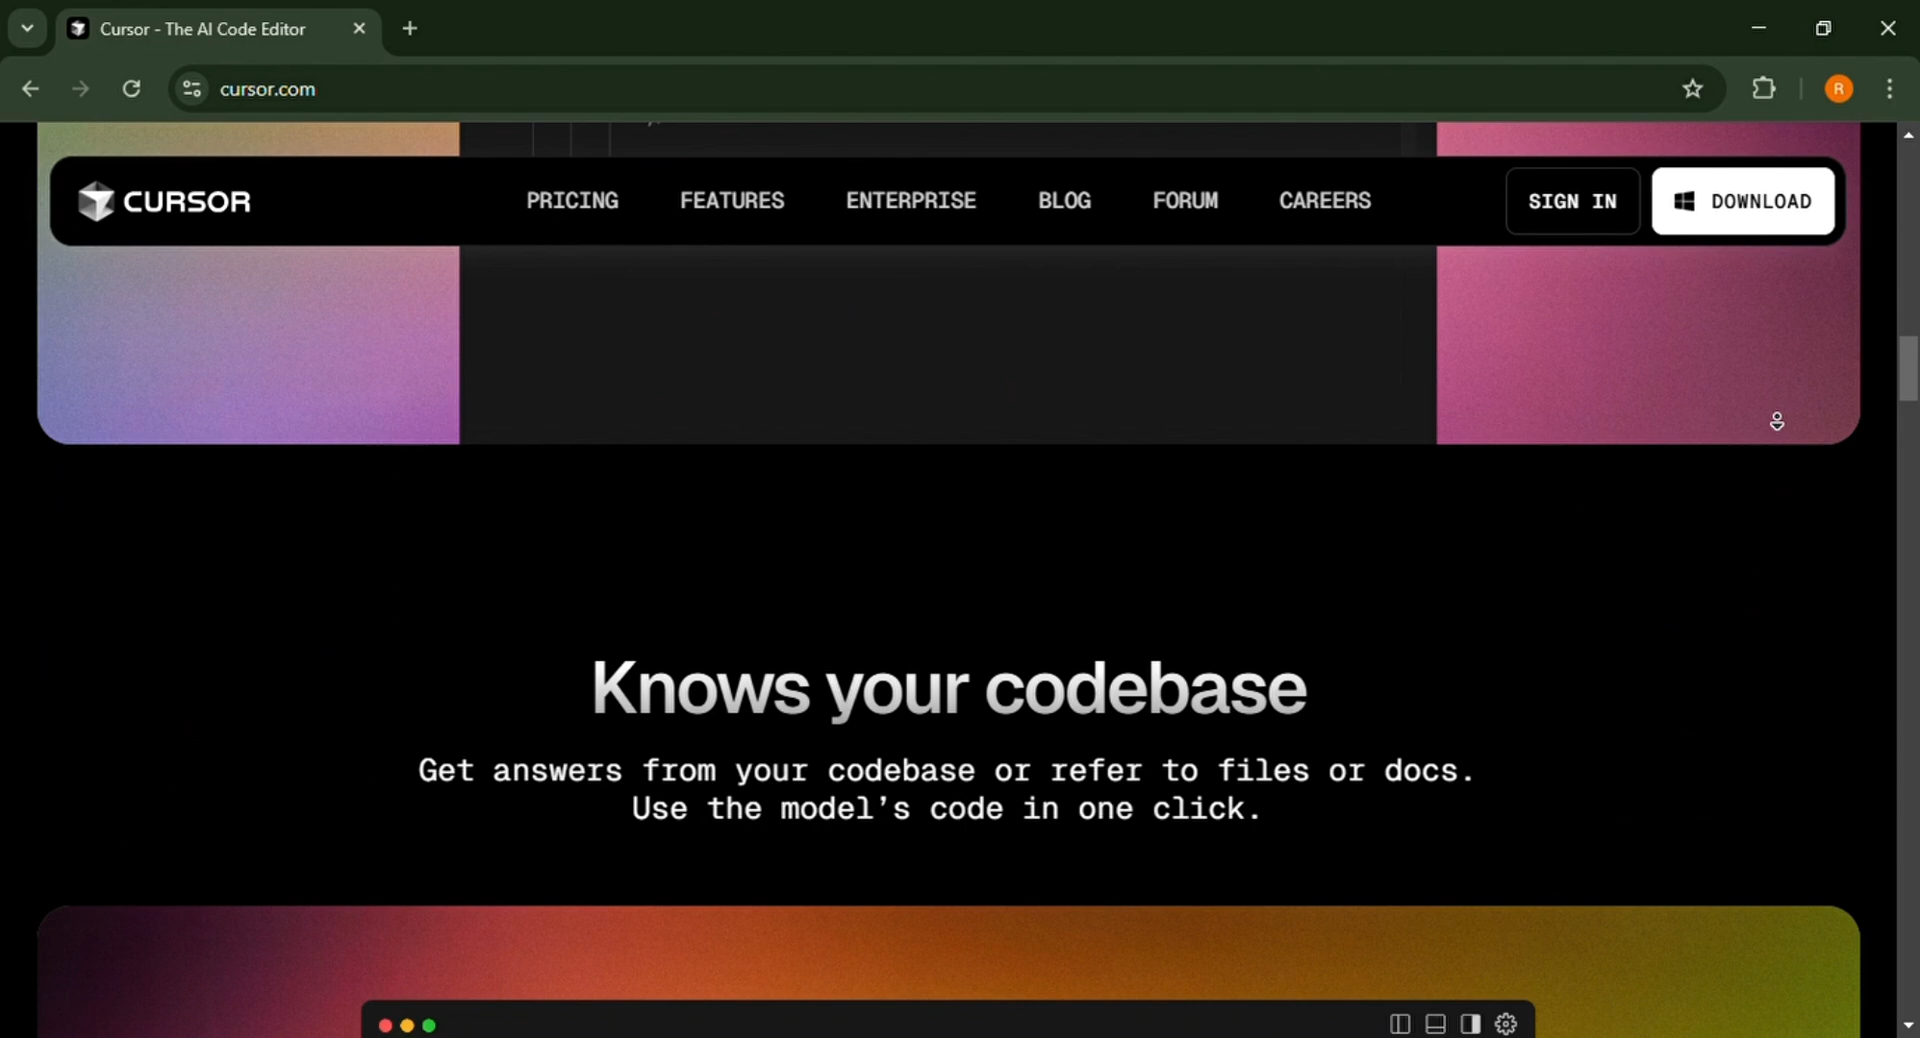 Cursor - The AI Code Editor
cursor.com
R
CURSOR
PRICING
FEATURES
ENTERPRISE
BLOG
FORUM
CAREERS
SIGN IN
DOWNLOAD
Knows your codebase
Get answers from your codebase or refer to files or docs.
Use the model’s code in one click.